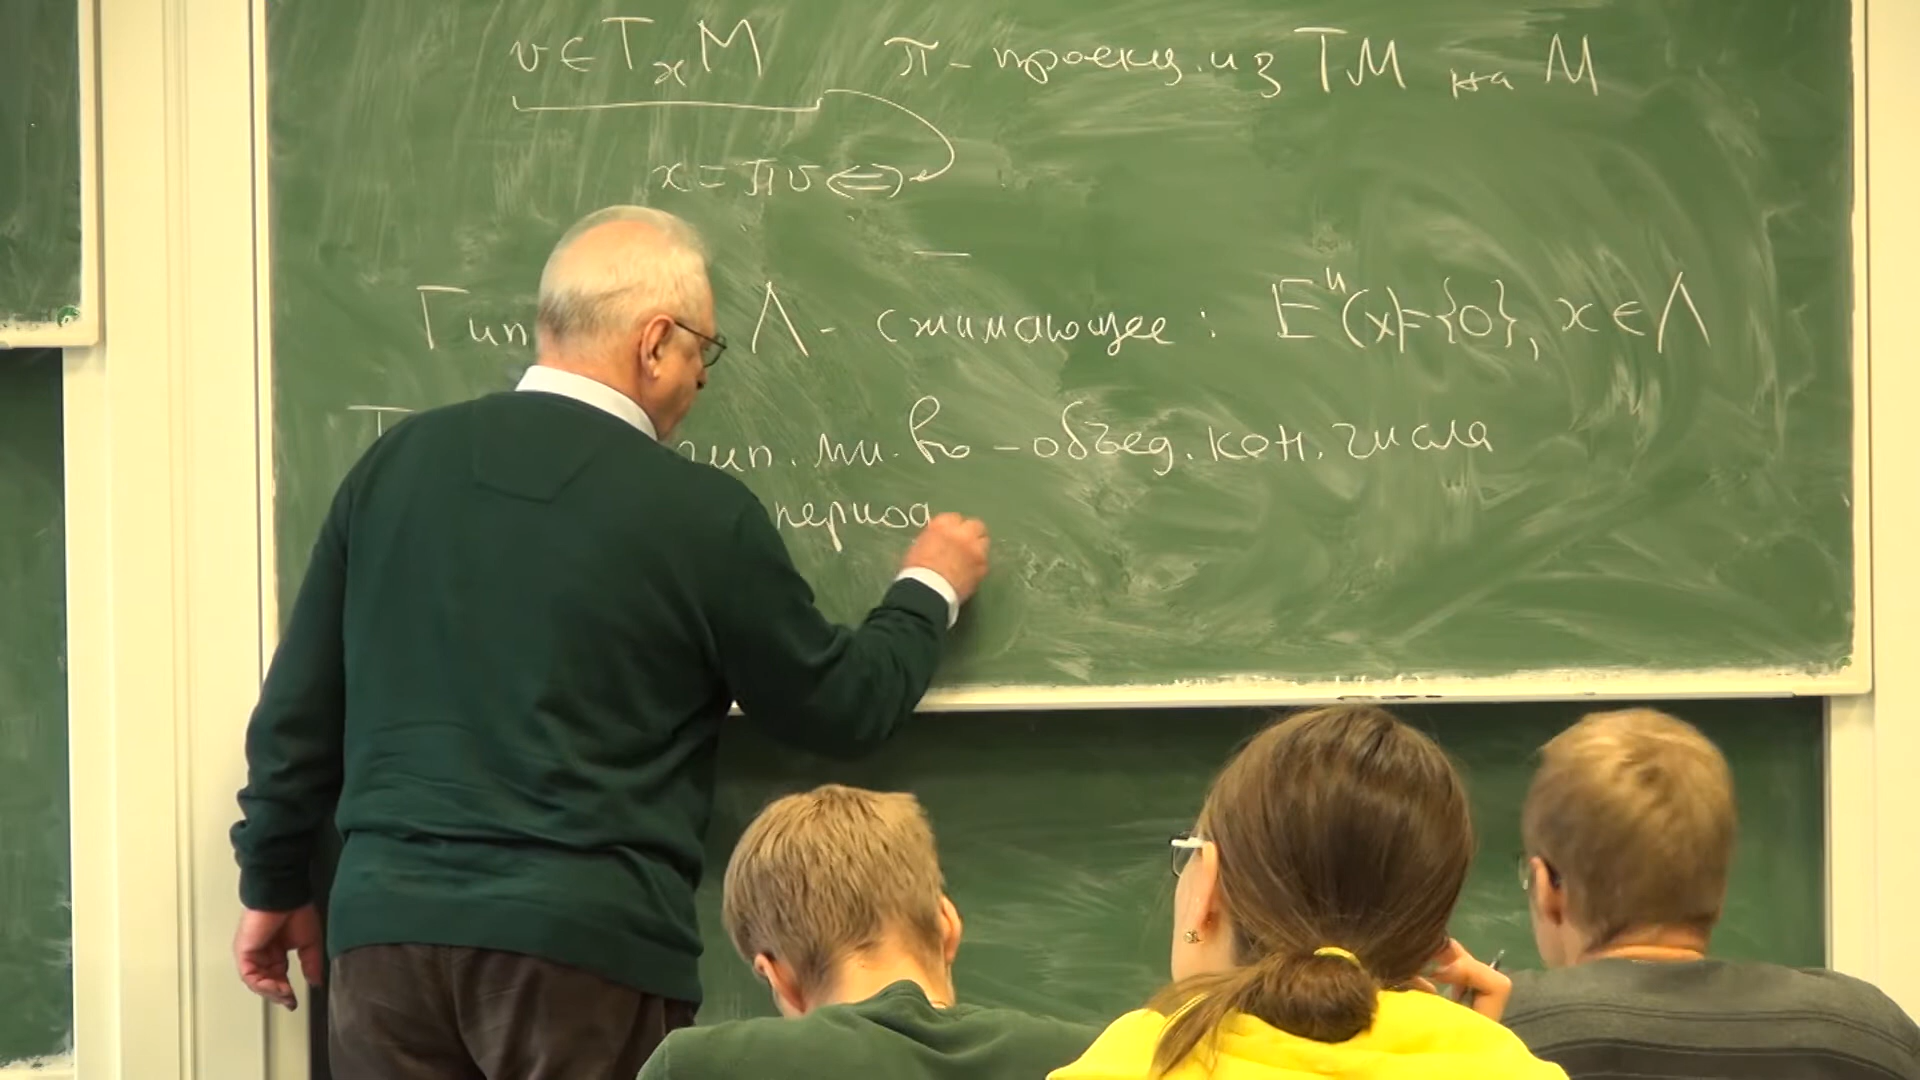 v ∈ TₓM π - проекц. из TM на M
x = πv ⇔
Гип Λ - сжимающее : Eᵘ(x) = {0}, x ∈ Λ
гип. мн. во - объед. кон. числа
период